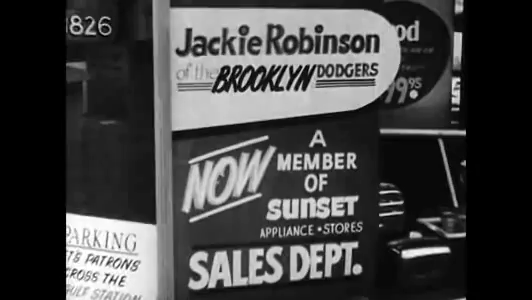 1826
Jackie Robinson
of the BROOKLYN DODGERS
NOW A
MEMBER
OF
SUNSET
APPLIANCE • STORES
SALES DEPT.
99 95
PARKING
PATRONS
THE
STATION